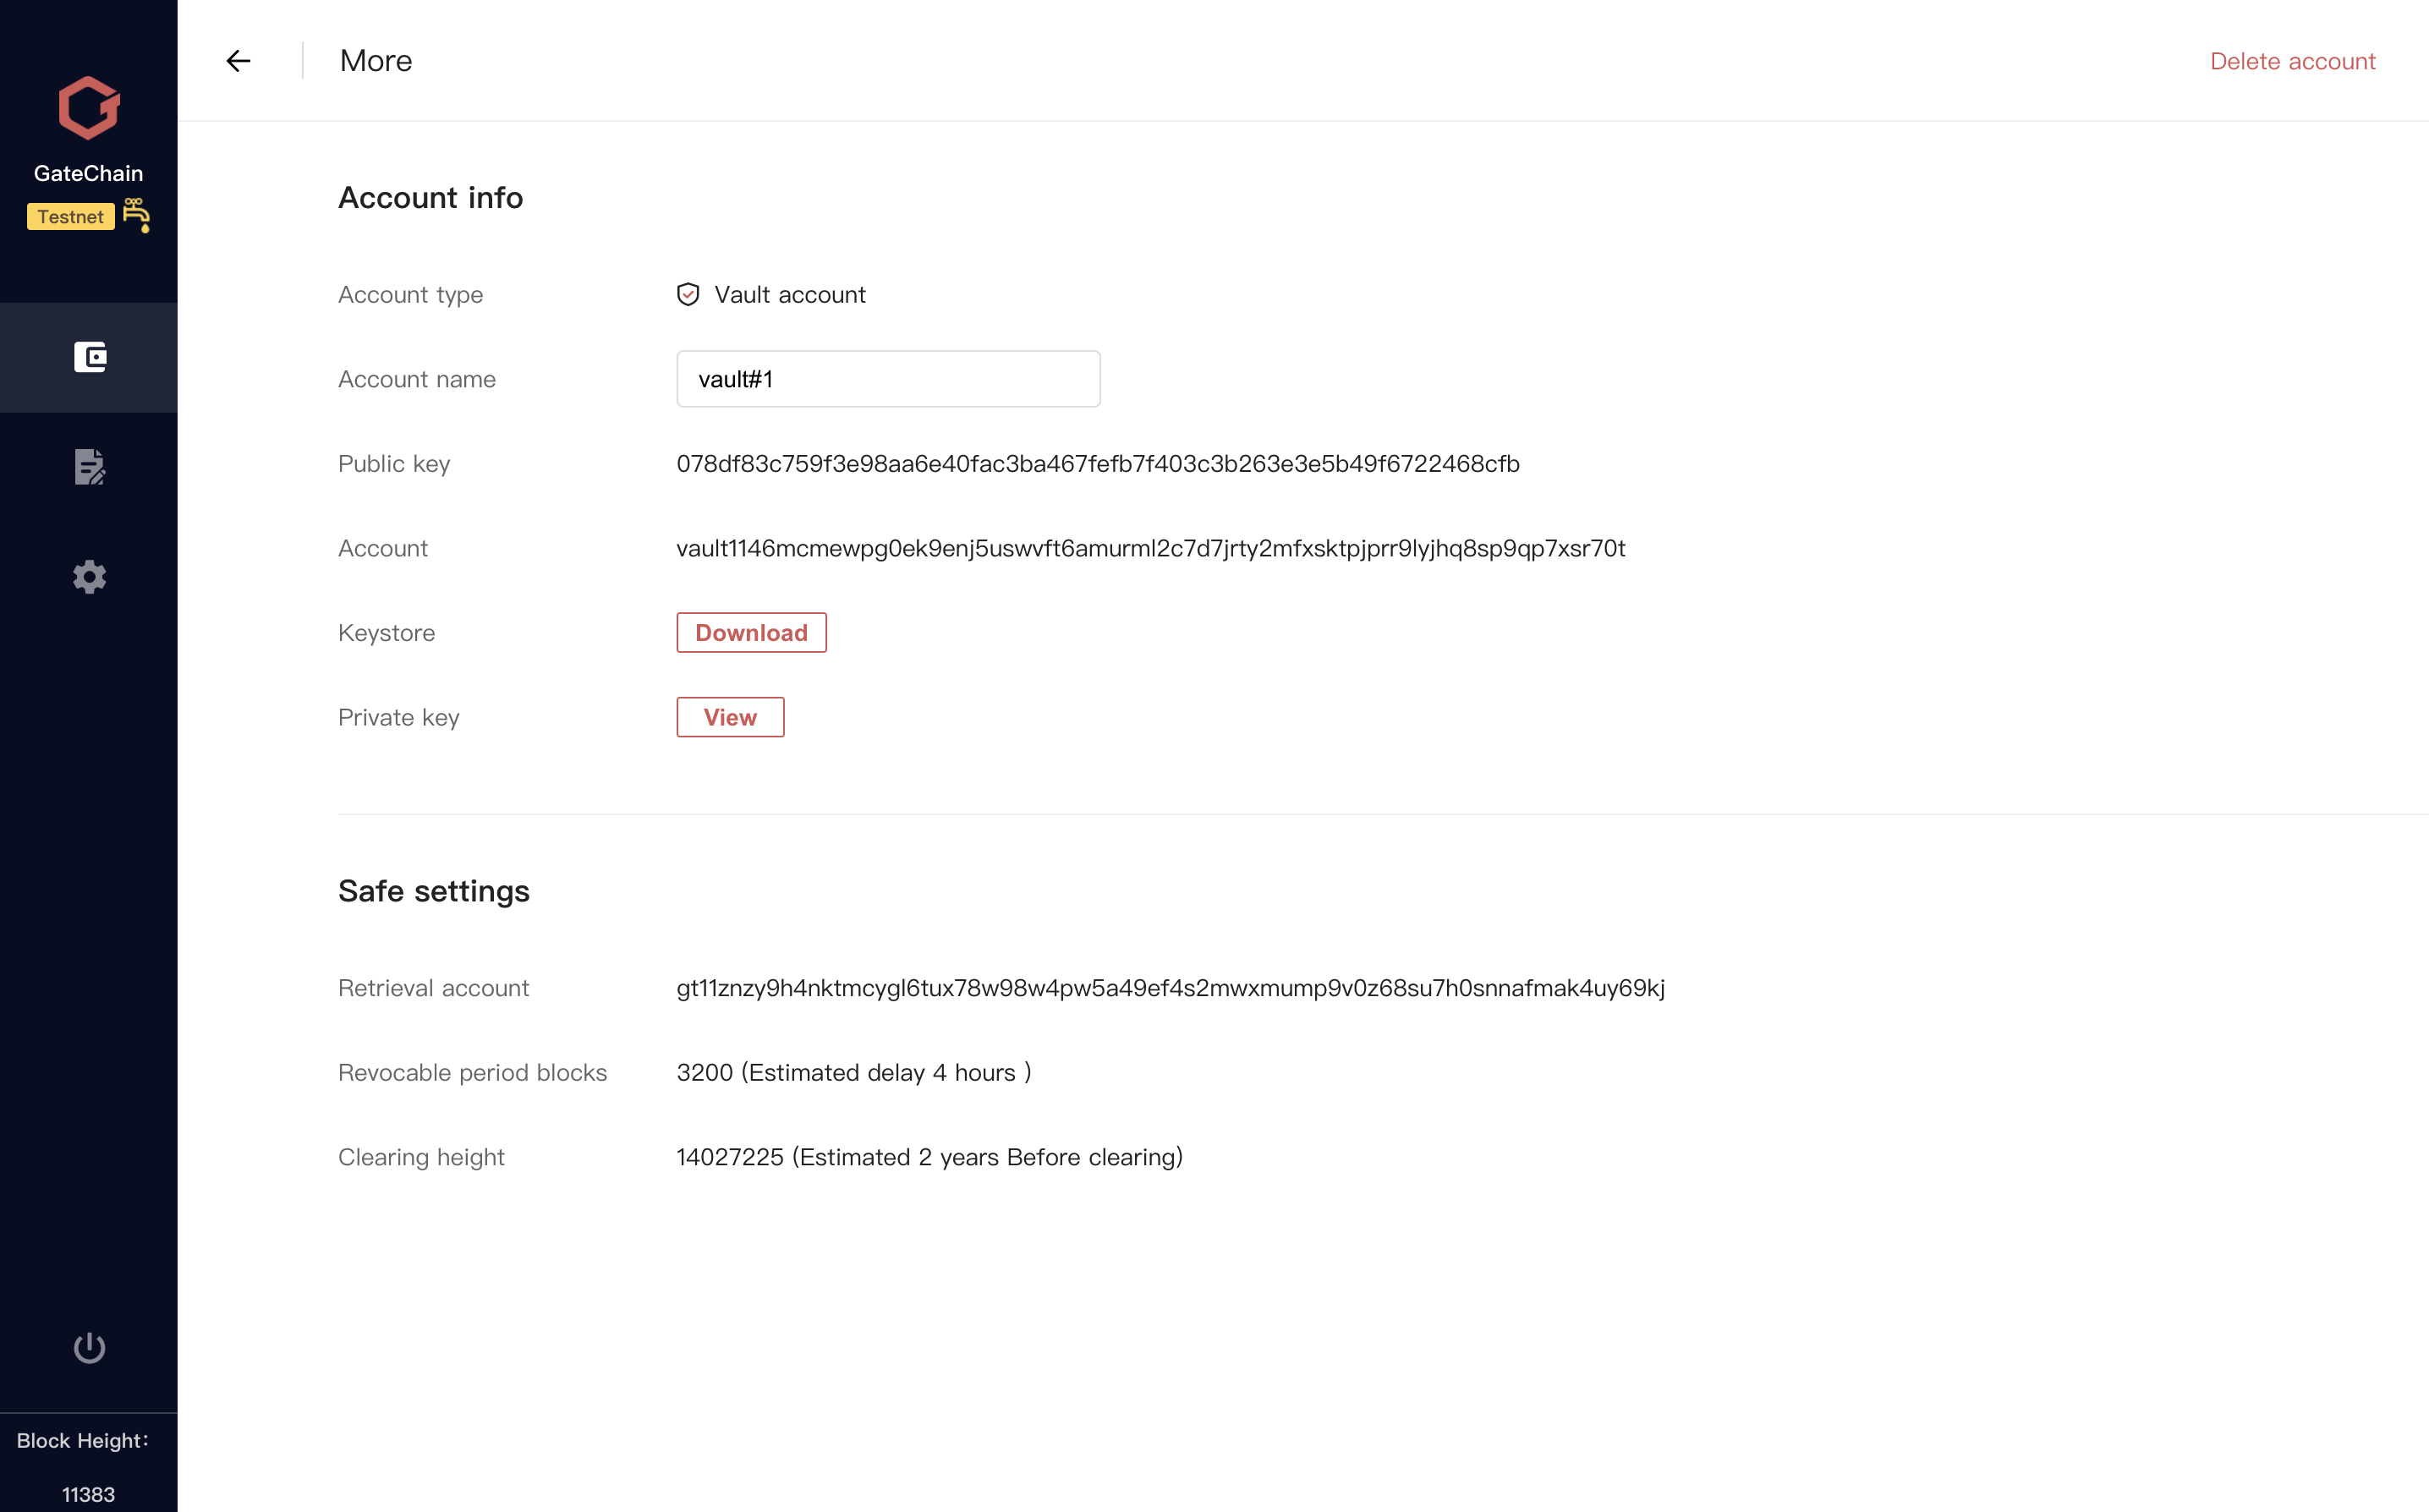 GateChain
Testnet
Block Height:
11383
More
Delete account
Account info
Account type Vault account
Account name vault#1
Public key 078df83c759f3e98aa6e40fac3ba467fefb7f403c3b263e3e5b49f6722468cfb
Account vault1146mcmewpg0ek9enj5uswvft6amurml2c7d7jrty2mfxsktpjprr9lyjhq8sp9qp7xsr70t
Keystore Download
Private key View
Safe settings
Retrieval account gt11znzy9h4nktmcygl6tux78w98w4pw5a49ef4s2mwxmump9v0z68su7h0snnafmak4uy69kj
Revocable period blocks 3200 (Estimated delay 4 hours )
Clearing height 14027225 (Estimated 2 years Before clearing)